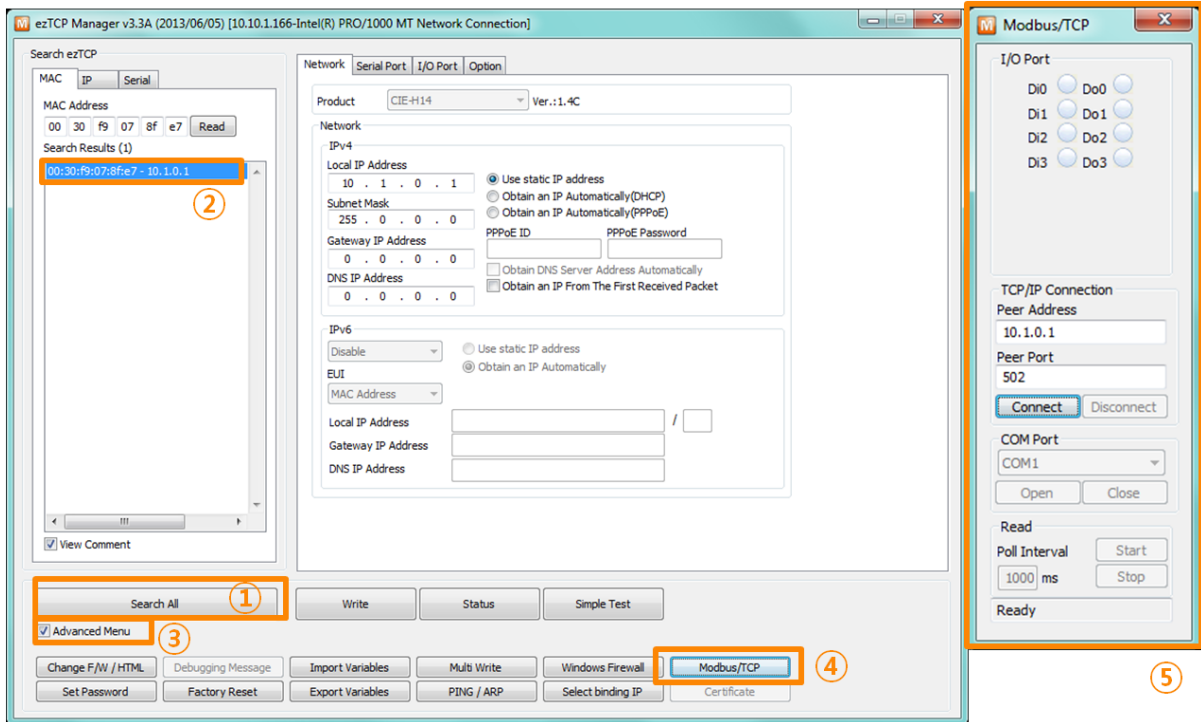 ezTCP Manager v3.3A (2013/06/05) [10.10.1.166-Intel(R) PRO/1000 MT Network Connection]
Search ezTCP
MAC IP Serial
MAC Address
00 30 f9 07 8f e7 Read
Search Results (1)
00:30:f9:07:8f:e7 - 10.1.0.1
②
View Comment
Network Serial Port I/O Port Option
Product CIE-H14 Ver.:1.4C
Network
IPv4
Local IP Address
10 . 1 . 0 . 1
Subnet Mask
255 . 0 . 0 . 0
Gateway IP Address
0 . 0 . 0 . 0
DNS IP Address
0 . 0 . 0 . 0
Use static IP address
Obtain an IP Automatically(DHCP)
Obtain an IP Automatically(PPPoE)
PPPoE ID PPPoE Password
Obtain DNS Server Address Automatically
Obtain an IP From The First Received Packet
IPv6
Disable
EUI
MAC Address
Use static IP address
Obtain an IP Automatically
Local IP Address /
Gateway IP Address
DNS IP Address
Search All ① Write Status Simple Test
Advanced Menu ③
Change F/W / HTML Debugging Message Import Variables Multi Write Windows Firewall Modbus/TCP ④
Set Password Factory Reset Export Variables PING / ARP Select binding IP Certificate
Modbus/TCP
I/O Port
Di0 Do0
Di1 Do1
Di2 Do2
Di3 Do3
TCP/IP Connection
Peer Address
10.1.0.1
Peer Port
502
Connect Disconnect
COM Port
COM1
Open Close
Read
Poll Interval Start
1000 ms Stop
Ready
⑤